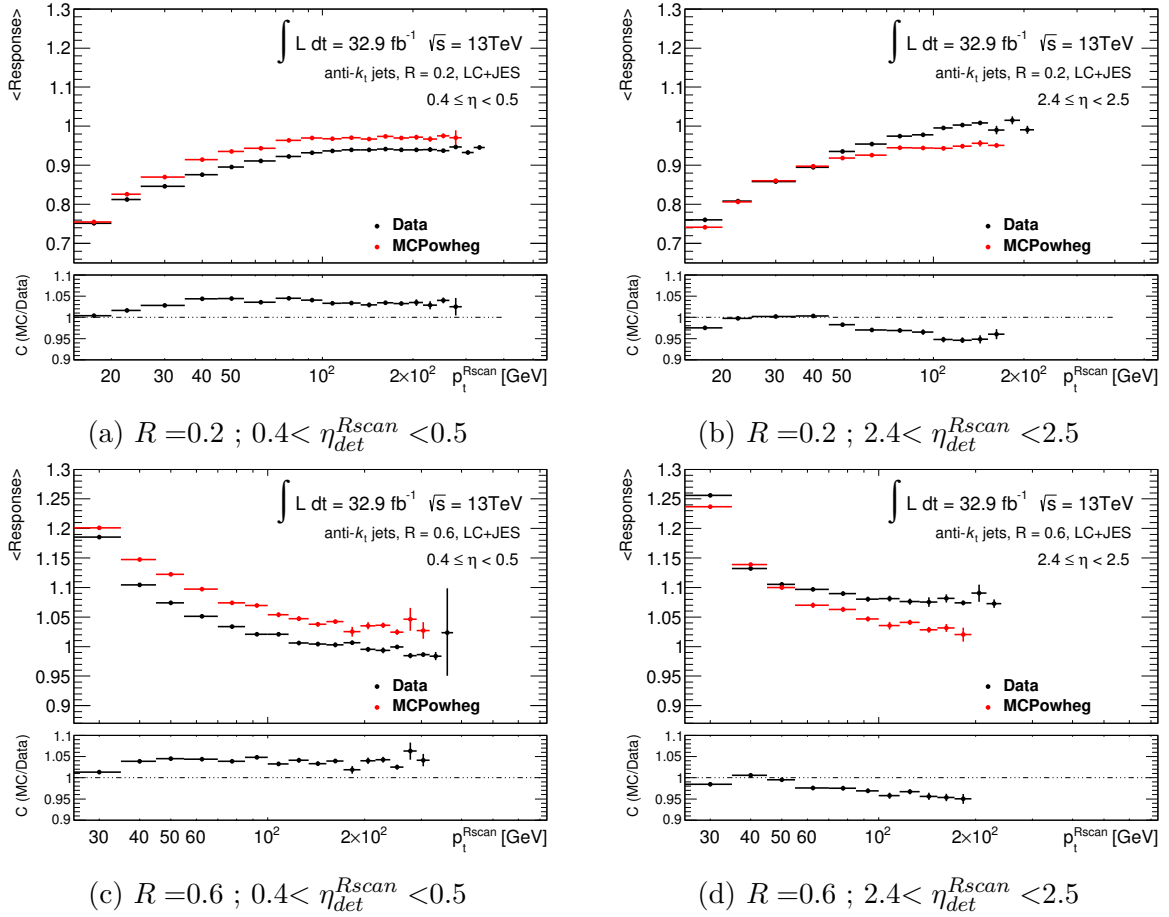 <Response>
1.3
1.2
1.1
1
0.9
0.8
0.7
∫ L dt = 32.9 fb⁻¹ √s = 13TeV
anti-kₜ jets, R = 0.2, LC+JES
0.4 ≤ η < 0.5
Data
MCPowheg
C (MC/Data)
1.1
1.05
1
0.95
0.9
20 30 40 50 10² 2×10² pₜᴿˢᶜᵃⁿ [GeV]
(a) R =0.2 ; 0.4< η_{det}^{Rscan} <0.5
<Response>
1.3
1.2
1.1
1
0.9
0.8
0.7
∫ L dt = 32.9 fb⁻¹ √s = 13TeV
anti-kₜ jets, R = 0.2, LC+JES
2.4 ≤ η < 2.5
Data
MCPowheg
C (MC/Data)
1.1
1.05
1
0.95
0.9
20 30 40 50 10² 2×10² pₜᴿˢᶜᵃⁿ [GeV]
(b) R =0.2 ; 2.4< η_{det}^{Rscan} <2.5
<Response>
1.3
1.25
1.2
1.15
1.1
1.05
1
0.95
0.9
∫ L dt = 32.9 fb⁻¹ √s = 13TeV
anti-kₜ jets, R = 0.6, LC+JES
0.4 ≤ η < 0.5
Data
MCPowheg
C (MC/Data)
1.1
1.05
1
0.95
0.9
30 40 50 60 10² 2×10² pₜᴿˢᶜᵃⁿ [GeV]
(c) R =0.6 ; 0.4< η_{det}^{Rscan} <0.5
<Response>
1.3
1.25
1.2
1.15
1.1
1.05
1
0.95
0.9
∫ L dt = 32.9 fb⁻¹ √s = 13TeV
anti-kₜ jets, R = 0.6, LC+JES
2.4 ≤ η < 2.5
Data
MCPowheg
C (MC/Data)
1.1
1.05
1
0.95
0.9
30 40 50 60 10² 2×10² pₜᴿˢᶜᵃⁿ [GeV]
(d) R =0.6 ; 2.4< η_{det}^{Rscan} <2.5